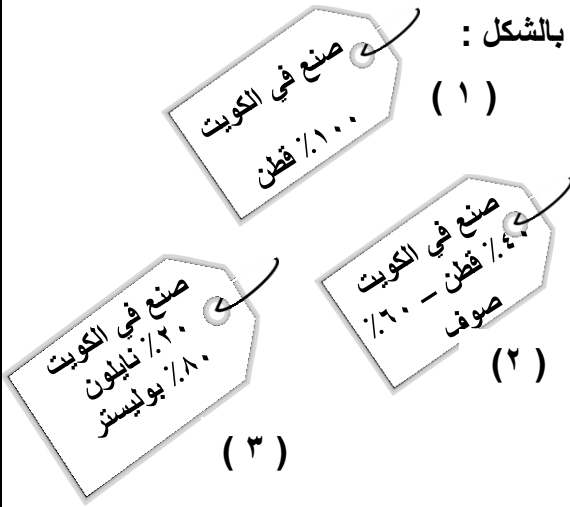 بالشكل :
صنع في الكويت
١٠٠٪ قطن
( ١ )
صنع في الكويت
٤٠٪ قطن – ٦٠٪
صوف
( ٢ )
صنع في الكويت
٢٠٪ نايلون
٨٠٪ بوليستر
( ٣ )